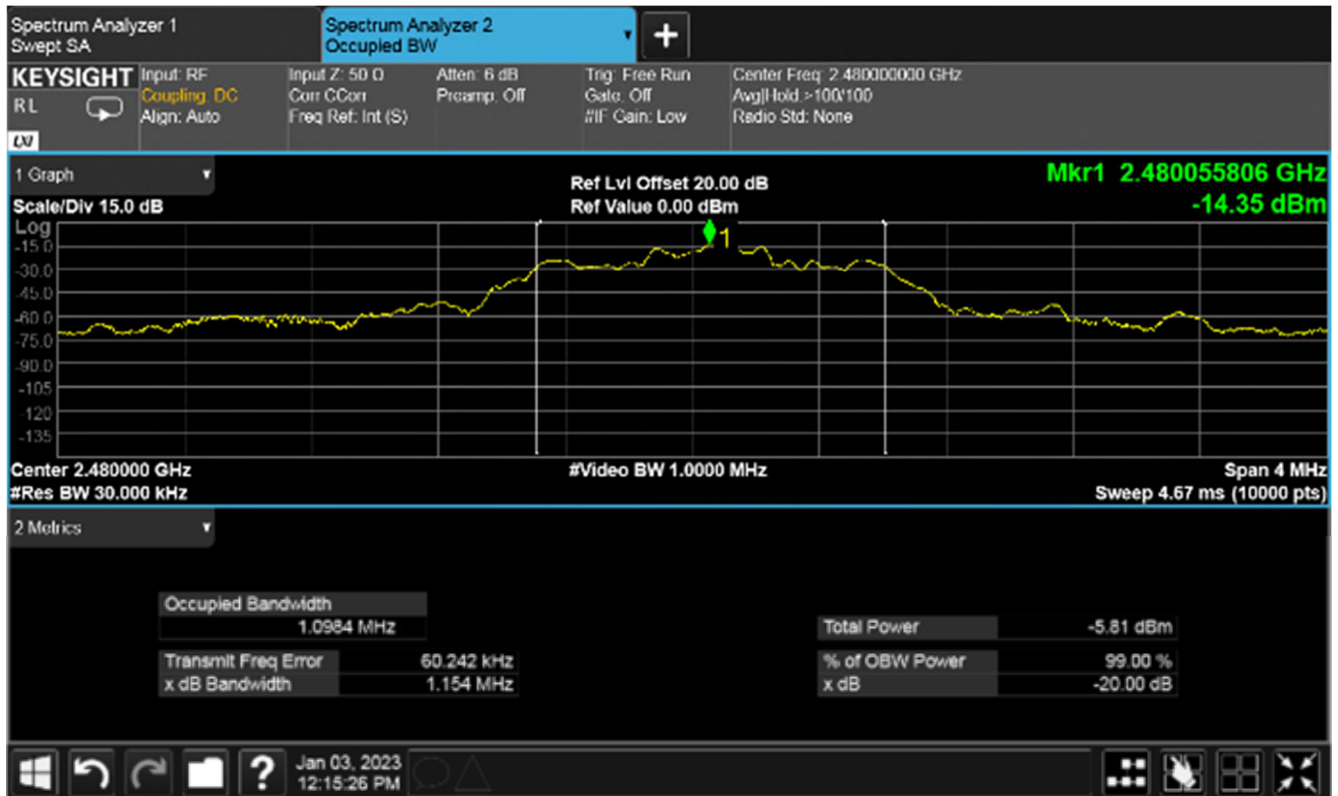 Spectrum Analyzer 1
Swept SA
Spectrum Analyzer 2
Occupied BW
+
KEYSIGHT
RL
LXI
Input: RF
Coupling: DC
Align: Auto
Input Z: 50 Ω
Corr CCorr
Freq Ref: Int (S)
Atten: 6 dB
Preamp: Off
Trig: Free Run
Gate: Off
#IF Gain: Low
Center Freq: 2.480000000 GHz
Avg|Hold:>100/100
Radio Std: None
1 Graph
Scale/Div 15.0 dB
Ref Lvl Offset 20.00 dB
Ref Value 0.00 dBm
Mkr1 2.480055806 GHz
-14.35 dBm
Log
1
-15.0
-30.0
-45.0
-60.0
-75.0
-90.0
-105
-120
-135
Center 2.480000 GHz
#Res BW 30.000 kHz
#Video BW 1.0000 MHz
Span 4 MHz
Sweep 4.67 ms (10000 pts)
2 Metrics
Occupied Bandwidth
1.0984 MHz
Transmit Freq Error 60.242 kHz
x dB Bandwidth 1.154 MHz
Total Power -5.81 dBm
% of OBW Power 99.00 %
x dB -20.00 dB
?
Jan 03, 2023
12:15:26 PM